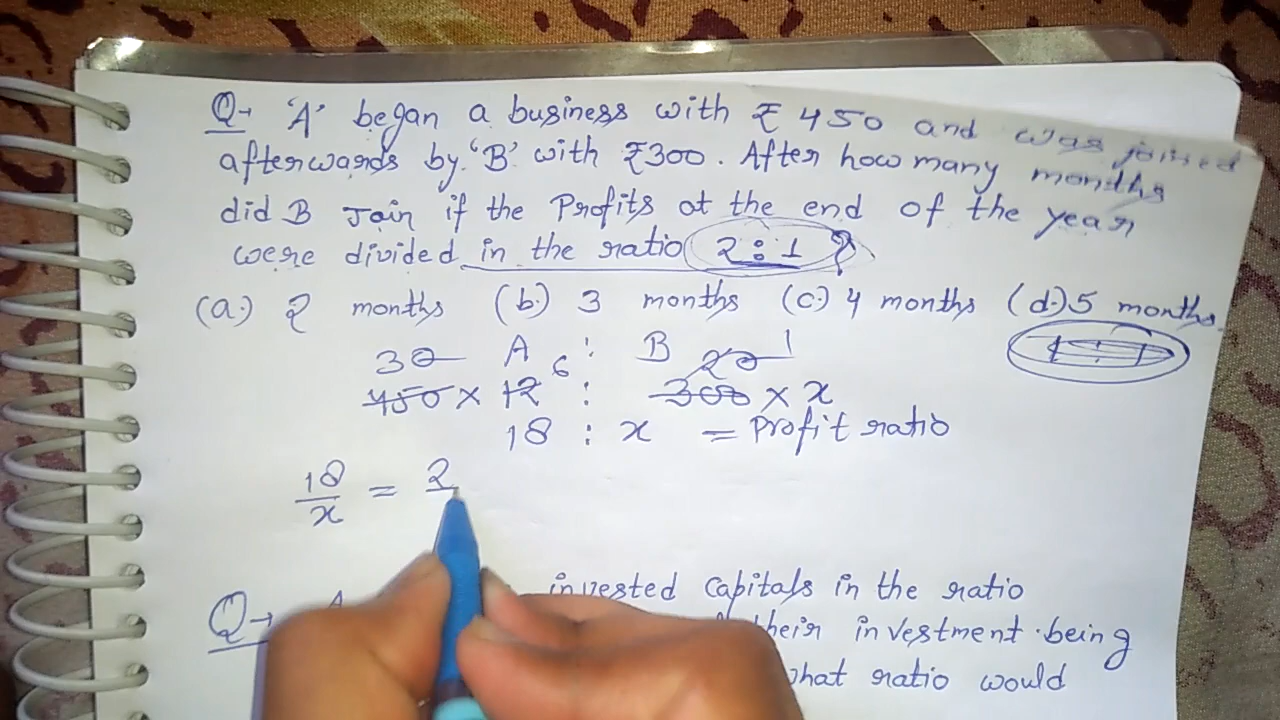 Q→ 'A' began a business with ₹ 450 and was joined
afterwards by 'B' with ₹300. After how many months
did B Join if the Profits at the end of the year
were divided in the ratio 2 : 1 ?
(a.) 2 months (b.) 3 months (c.) 4 months (d.) 5 months.
30 A : B 20 1
450 × 12 6 : 300 × x
18 : x = Profit ratio
18/x = 2
Q→ A invested capitals in the ratio
their investment being
what ratio would